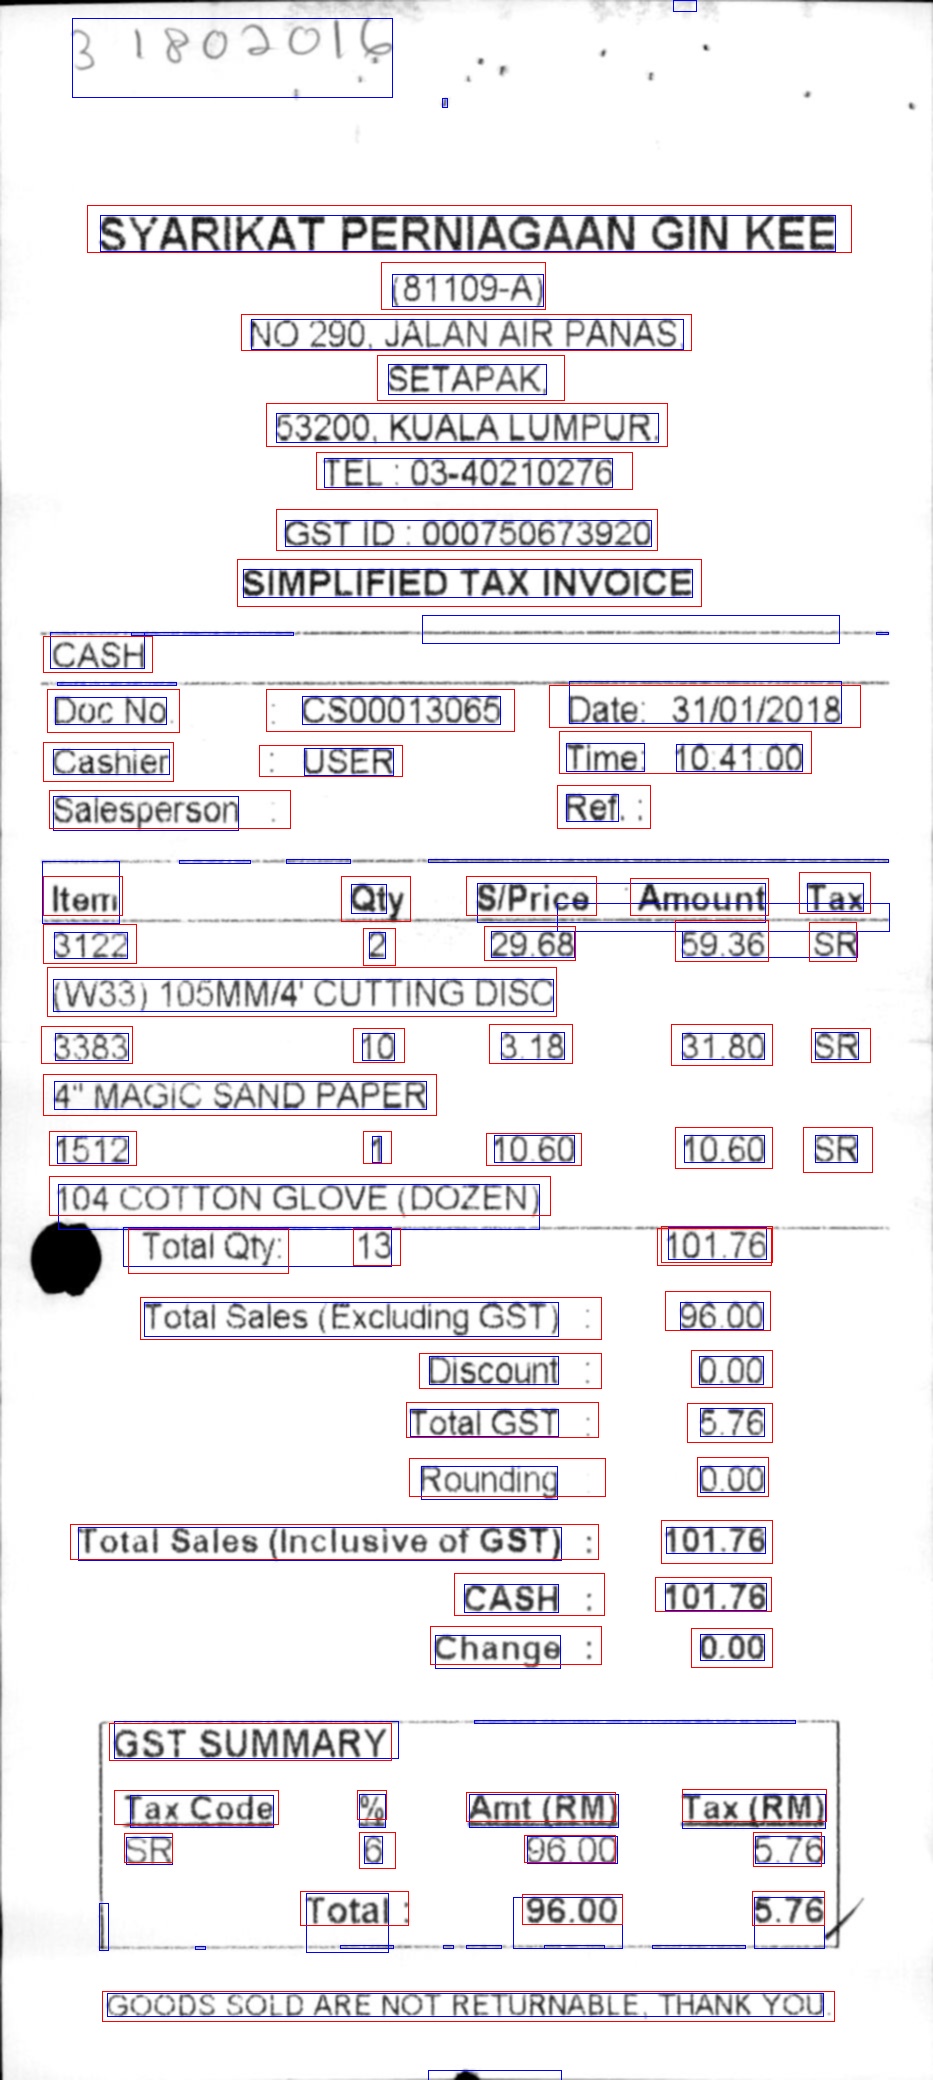 3 1802016
SYARIKAT PERNIAGAAN GIN KEE
(81109-A)
NO 290, JALAN AIR PANAS,
SETAPAK,
53200, KUALA LUMPUR.
TEL : 03-40210276
GST ID : 000750673920
SIMPLIFIED TAX INVOICE
CASH
Doc No. : CS00013065 Date: 31/01/2018
Cashier : USER Time: 10:41:00
Salesperson : Ref. :
Item Qty S/Price Amount Tax
3122 2 29.68 59.36 SR
(W33) 105MM/4' CUTTING DISC
3383 10 3.18 31.80 SR
4" MAGIC SAND PAPER
1512 1 10.60 10.60 SR
104 COTTON GLOVE (DOZEN)
Total Qty: 13 101.76
Total Sales (Excluding GST) : 96.00
Discount : 0.00
Total GST : 5.76
Rounding 0.00
Total Sales (Inclusive of GST) : 101.76
CASH : 101.76
Change : 0.00
GST SUMMARY
Tax Code % Amt (RM) Tax (RM)
SR 6 96.00 5.76
Total : 96.00 5.76
GOODS SOLD ARE NOT RETURNABLE, THANK YOU.